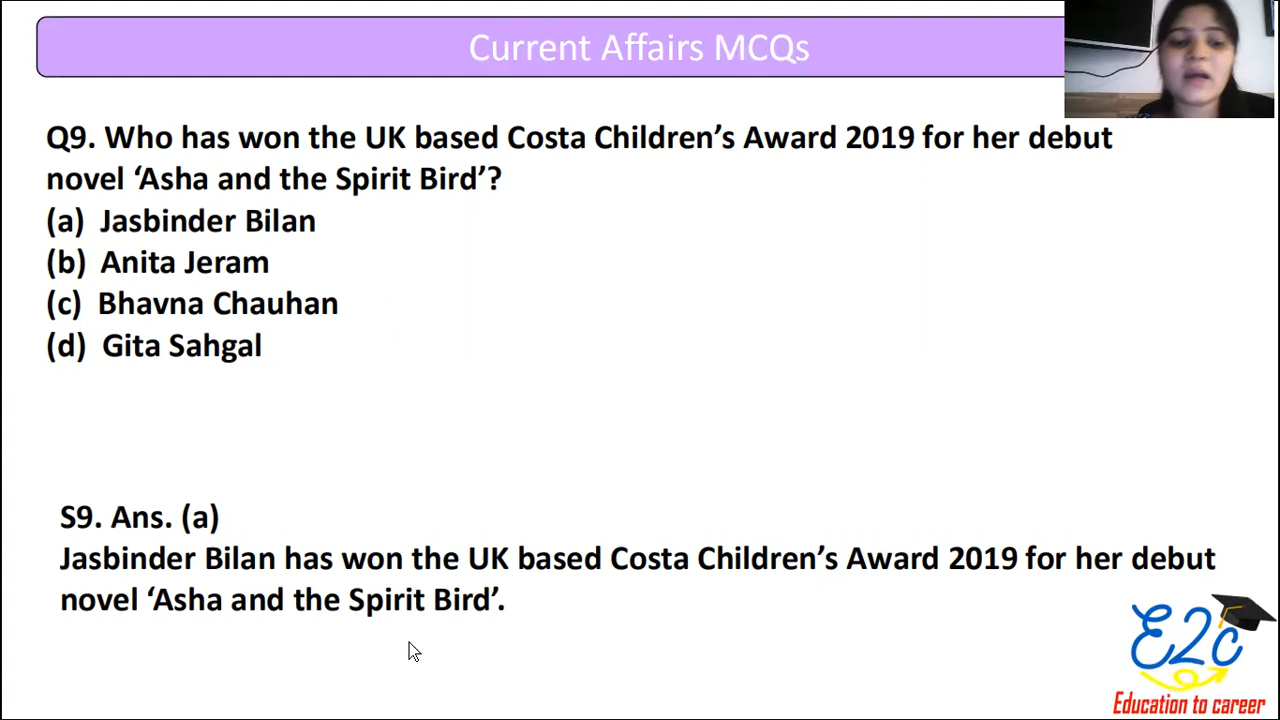 Current Affairs MCQs
Q9. Who has won the UK based Costa Children’s Award 2019 for her debut
novel ‘Asha and the Spirit Bird’?
(a) Jasbinder Bilan
(b) Anita Jeram
(c) Bhavna Chauhan
(d) Gita Sahgal
S9. Ans. (a)
Jasbinder Bilan has won the UK based Costa Children’s Award 2019 for her debut
novel ‘Asha and the Spirit Bird’.
E2c
Education to career